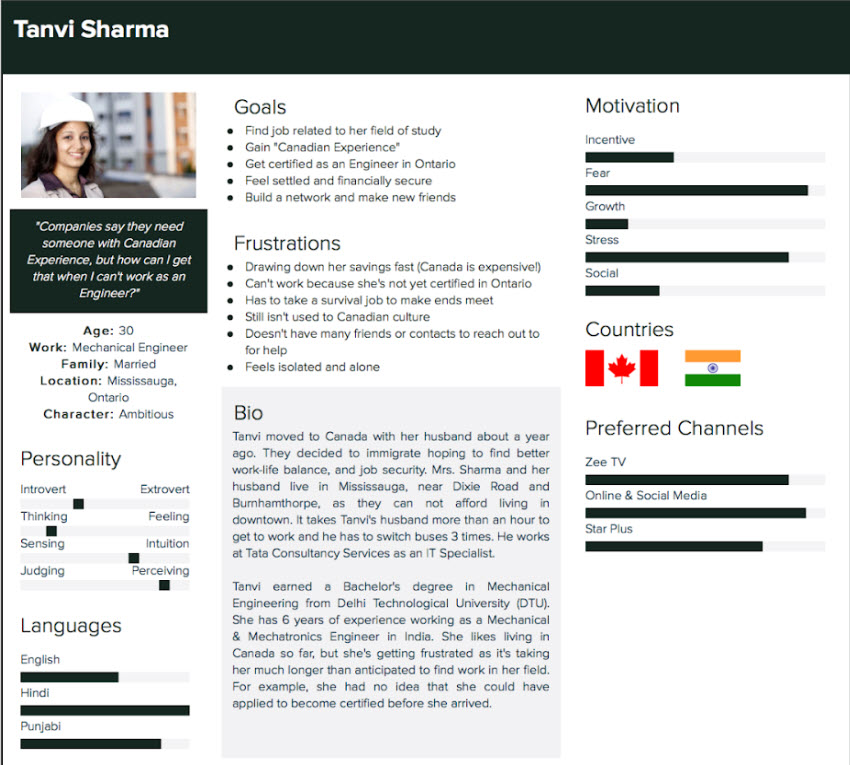 Tanvi Sharma
"Companies say they need
someone with Canadian
Experience, but how can I get
that when I can't work as an
Engineer?"
Age: 30
Work: Mechanical Engineer
Family: Married
Location: Mississauga,
Ontario
Character: Ambitious
Personality
Introvert Extrovert
Thinking Feeling
Sensing Intuition
Judging Perceiving
Languages
English
Hindi
Punjabi
Goals
● Find job related to her field of study
● Gain "Canadian Experience"
● Get certified as an Engineer in Ontario
● Feel settled and financially secure
● Build a network and make new friends
Frustrations
● Drawing down her savings fast (Canada is expensive!)
● Can't work because she's not yet certified in Ontario
● Has to take a survival job to make ends meet
● Still isn't used to Canadian culture
● Doesn't have many friends or contacts to reach out to
for help
● Feels isolated and alone
Bio
Tanvi moved to Canada with her husband about a year
ago. They decided to immigrate hoping to find better
work-life balance, and job security. Mrs. Sharma and her
husband live in Mississauga, near Dixie Road and
Burnhamthorpe, as they can not afford living in
downtown. It takes Tanvi's husband more than an hour to
get to work and he has to switch buses 3 times. He works
at Tata Consultancy Services as an IT Specialist.
Tanvi earned a Bachelor's degree in Mechanical
Engineering from Delhi Technological University (DTU).
She has 6 years of experience working as a Mechanical
& Mechatronics Engineer in India. She likes living in
Canada so far, but she's getting frustrated as it's taking
her much longer than anticipated to find work in her field.
For example, she had no idea that she could have
applied to become certified before she arrived.
Motivation
Incentive
Fear
Growth
Stress
Social
Countries
Preferred Channels
Zee TV
Online & Social Media
Star Plus